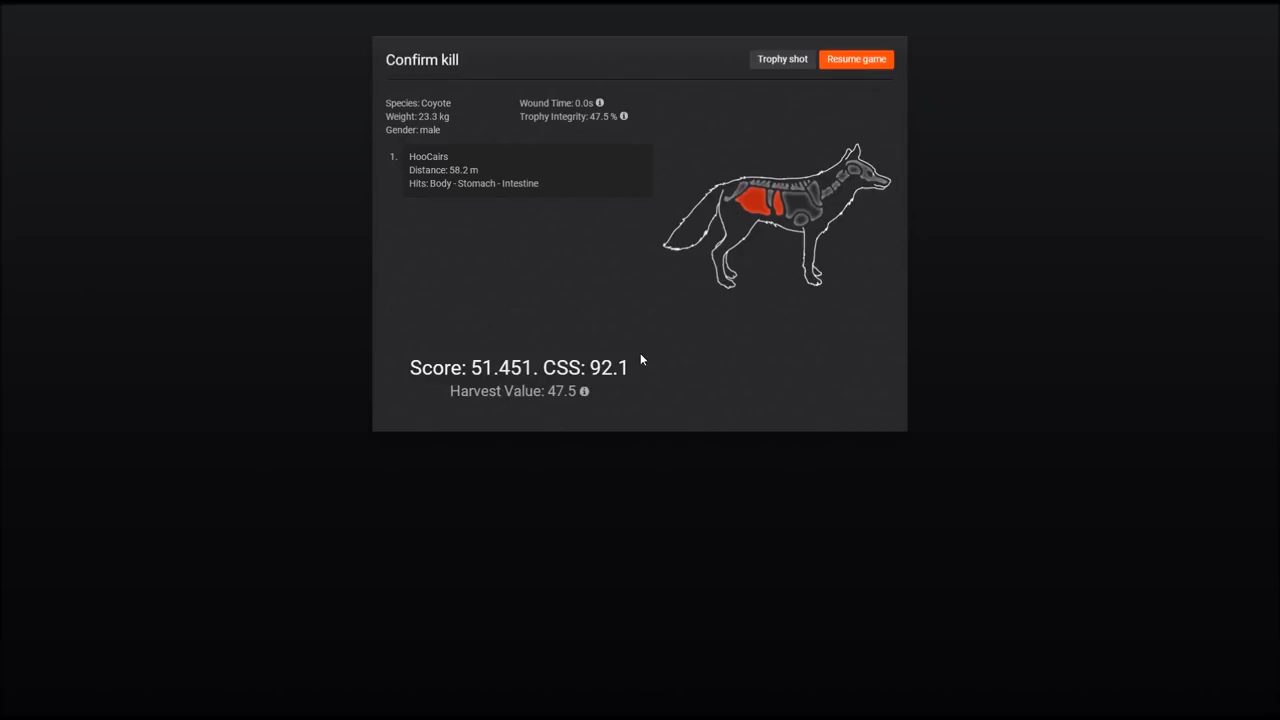 Confirm kill
Trophy shot
Resume game
Species: Coyote
Weight: 23.3 kg
Gender: male
Wound Time: 0.0s
Trophy Integrity: 47.5 %
1.
HooCairs
Distance: 58.2 m
Hits: Body - Stomach - Intestine
Score: 51.451. CSS: 92.1
Harvest Value: 47.5